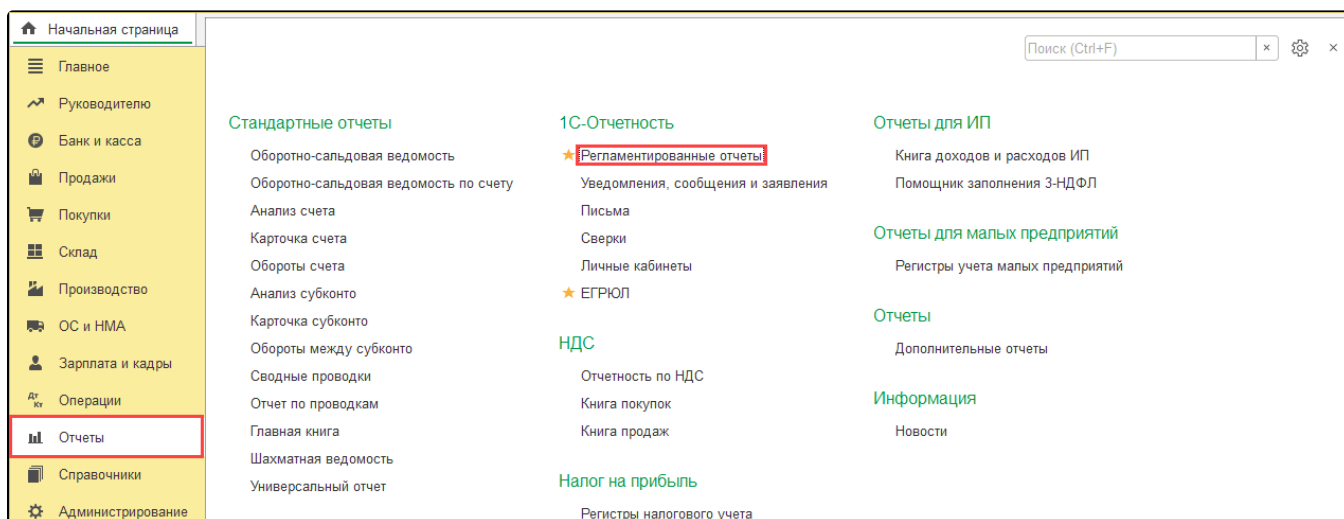 Начальная страница
Поиск (Ctrl+F)
Главное
Руководителю
Банк и касса
Продажи
Покупки
Склад
Производство
ОС и НМА
Зарплата и кадры
Дт Кт Операции
Отчеты
Справочники
Администрирование
Стандартные отчеты
Оборотно-сальдовая ведомость
Оборотно-сальдовая ведомость по счету
Анализ счета
Карточка счета
Обороты счета
Анализ субконто
Карточка субконто
Обороты между субконто
Сводные проводки
Отчет по проводкам
Главная книга
Шахматная ведомость
Универсальный отчет
1С-Отчетность
Регламентированные отчеты
Уведомления, сообщения и заявления
Письма
Сверки
Личные кабинеты
ЕГРЮЛ
НДС
Отчетность по НДС
Книга покупок
Книга продаж
Налог на прибыль
Регистры налогового учета
Отчеты для ИП
Книга доходов и расходов ИП
Помощник заполнения 3-НДФЛ
Отчеты для малых предприятий
Регистры учета малых предприятий
Отчеты
Дополнительные отчеты
Информация
Новости